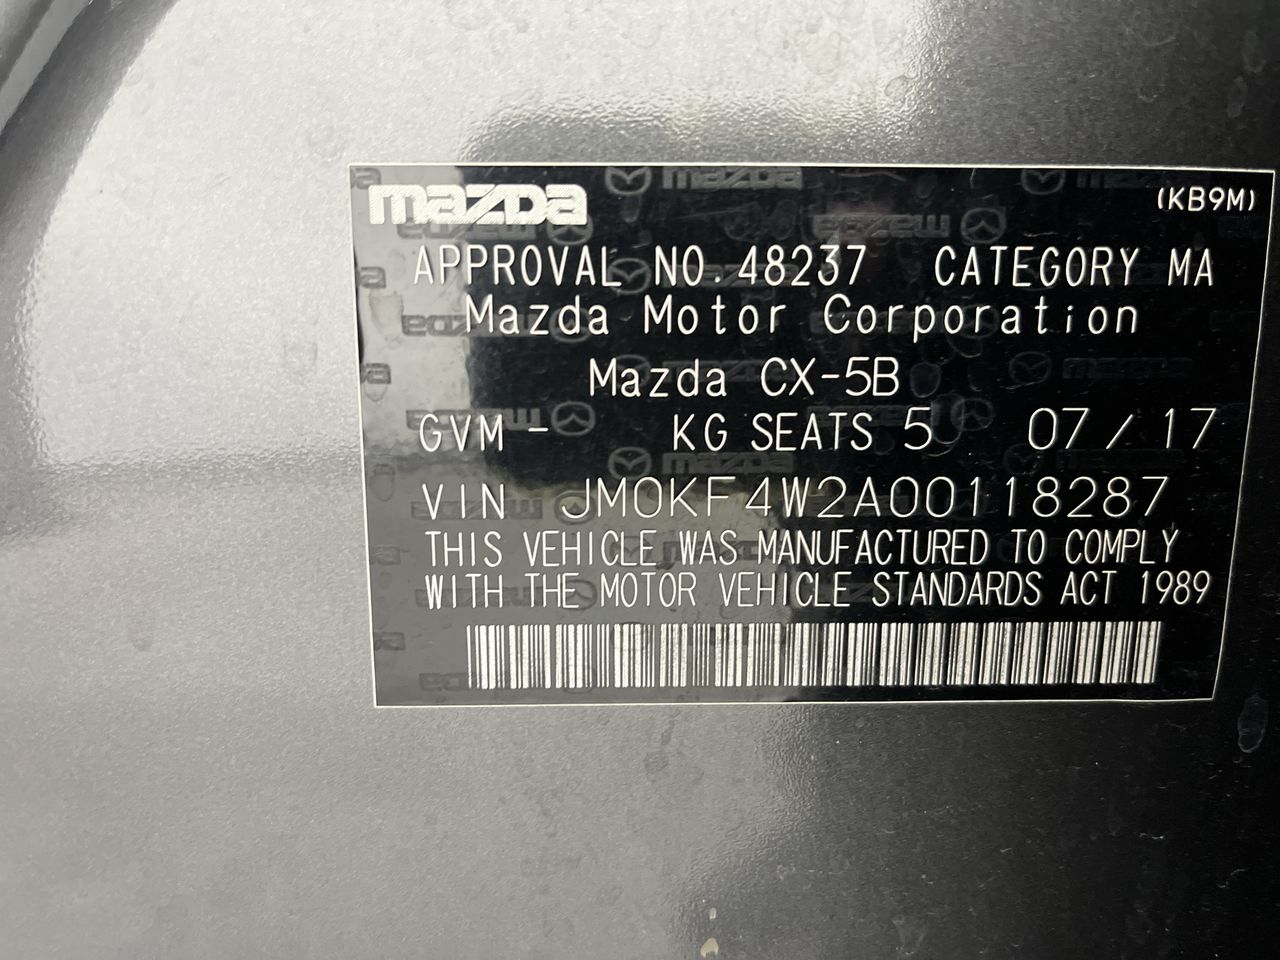 mazda (KB9M)
APPROVAL NO.48237 CATEGORY MA
Mazda Motor Corporation
Mazda CX-5B
GVM - KG SEATS 5 07/17
VIN JM0KF4W2A00118287
THIS VEHICLE WAS MANUFACTURED TO COMPLY
WITH THE MOTOR VEHICLE STANDARDS ACT 1989